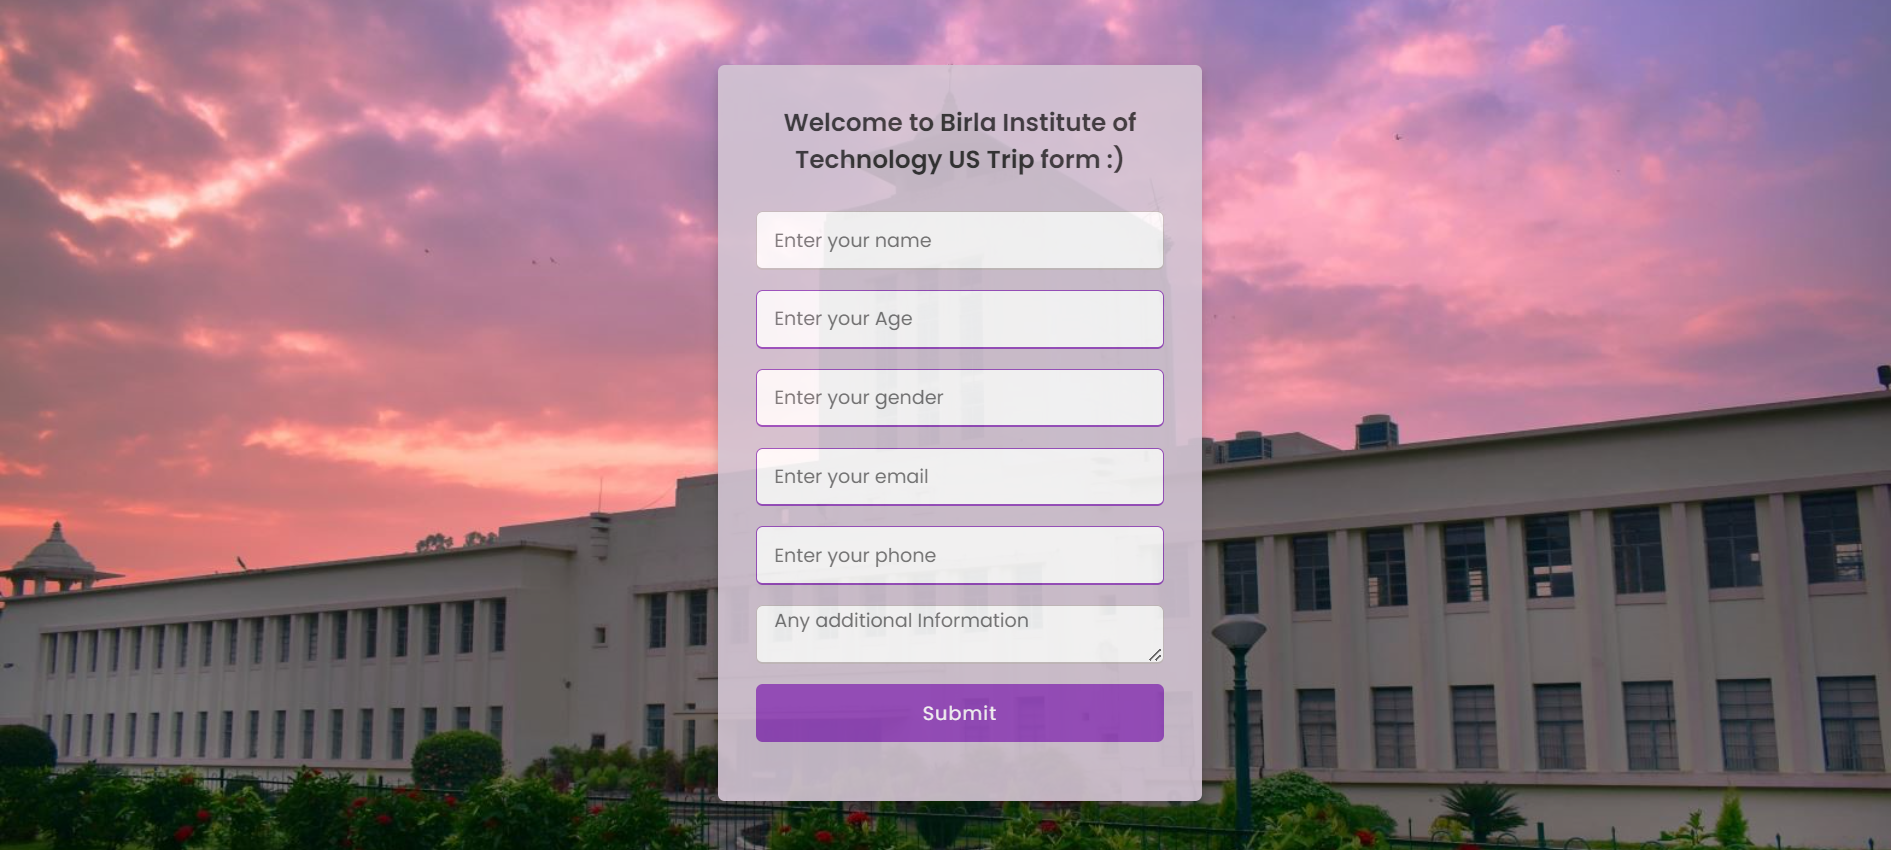 Welcome to Birla Institute of
Technology US Trip form :)
Enter your name
Enter your Age
Enter your gender
Enter your email
Enter your phone
Any additional Information
Submit